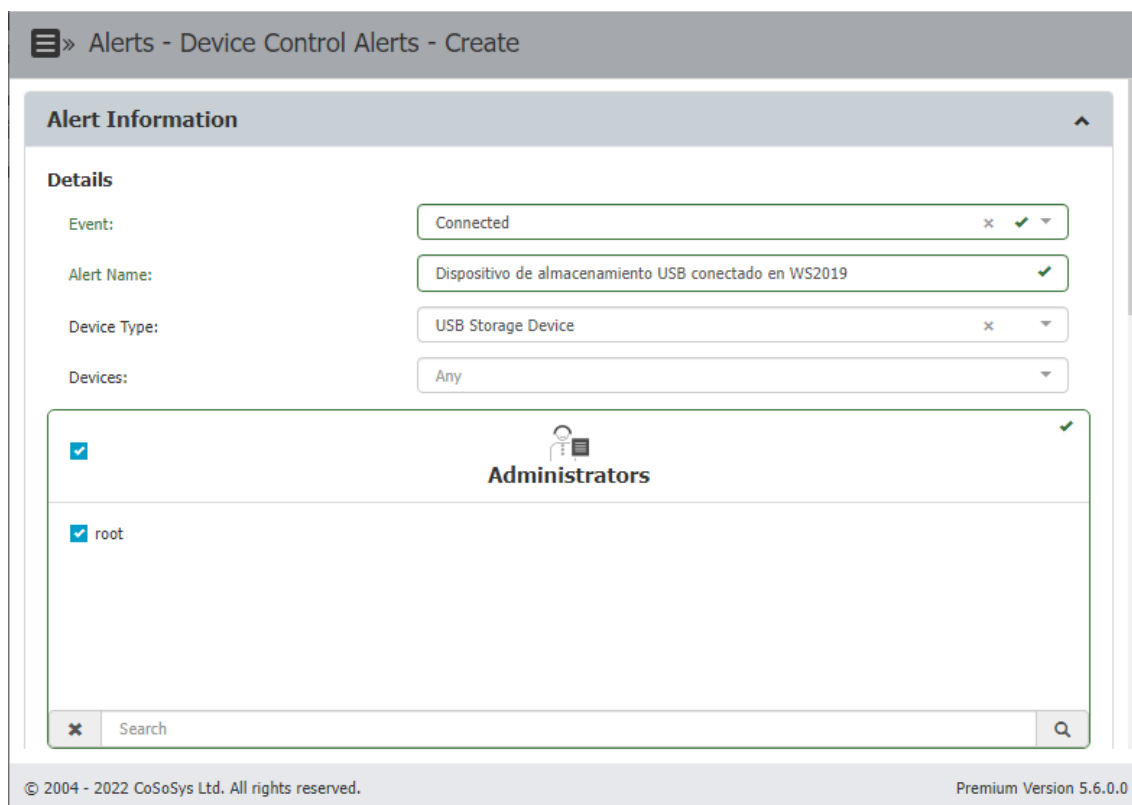 » Alerts - Device Control Alerts - Create
Alert Information
Details
Event: Connected
Alert Name: Dispositivo de almacenamiento USB conectado en WS2019
Device Type: USB Storage Device
Devices: Any
Administrators
root
Search
© 2004 - 2022 CoSoSys Ltd. All rights reserved. Premium Version 5.6.0.0